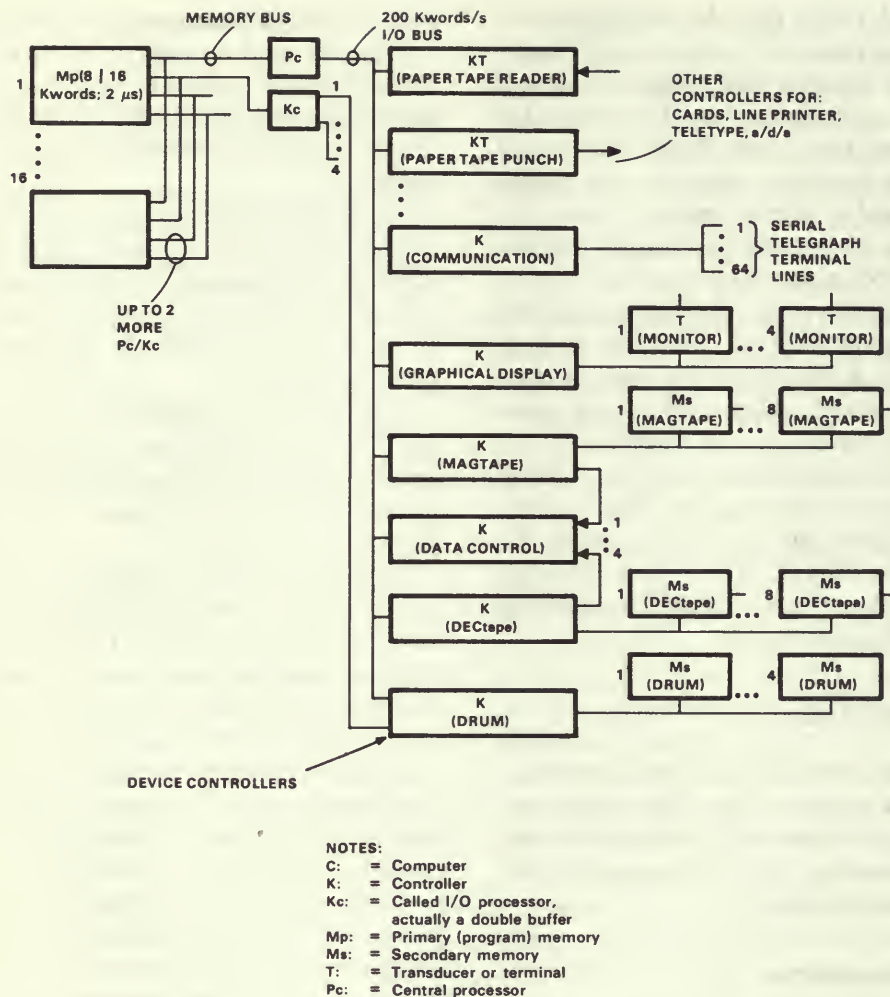 MEMORY BUS
200 Kwords/s
I/O BUS
1
Mp(8 | 16
Kwords; 2 μs)
Pc
Kc
1
4
16
UP TO 2
MORE
Pc/Kc
KT
(PAPER TAPE READER)
OTHER
CONTROLLERS FOR:
CARDS, LINE PRINTER,
TELETYPE, a/d/a
KT
(PAPER TAPE PUNCH)
K
(COMMUNICATION)
1
64
SERIAL
TELEGRAPH
TERMINAL
LINES
K
(GRAPHICAL DISPLAY)
1
T
(MONITOR)
4
T
(MONITOR)
K
(MAGTAPE)
1
Ms
(MAGTAPE)
8
Ms
(MAGTAPE)
K
(DATA CONTROL)
1
4
K
(DECtape)
1
Ms
(DECtape)
8
Ms
(DECtape)
K
(DRUM)
1
Ms
(DRUM)
4
Ms
(DRUM)
DEVICE CONTROLLERS
NOTES:
C: = Computer
K: = Controller
Kc: = Called I/O processor,
actually a double buffer
Mp: = Primary (program) memory
Ms: = Secondary memory
T: = Transducer or terminal
Pc: = Central processor